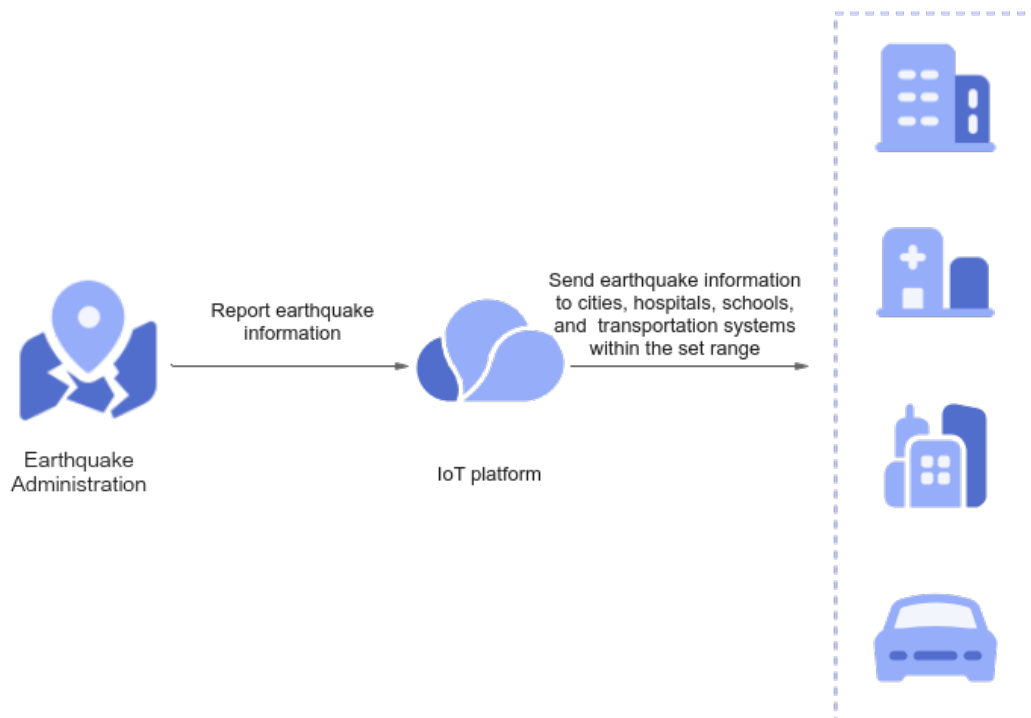 Report earthquake
information
Send earthquake information
to cities, hospitals, schools,
and transportation systems
within the set range
Earthquake
Administration
IoT platform